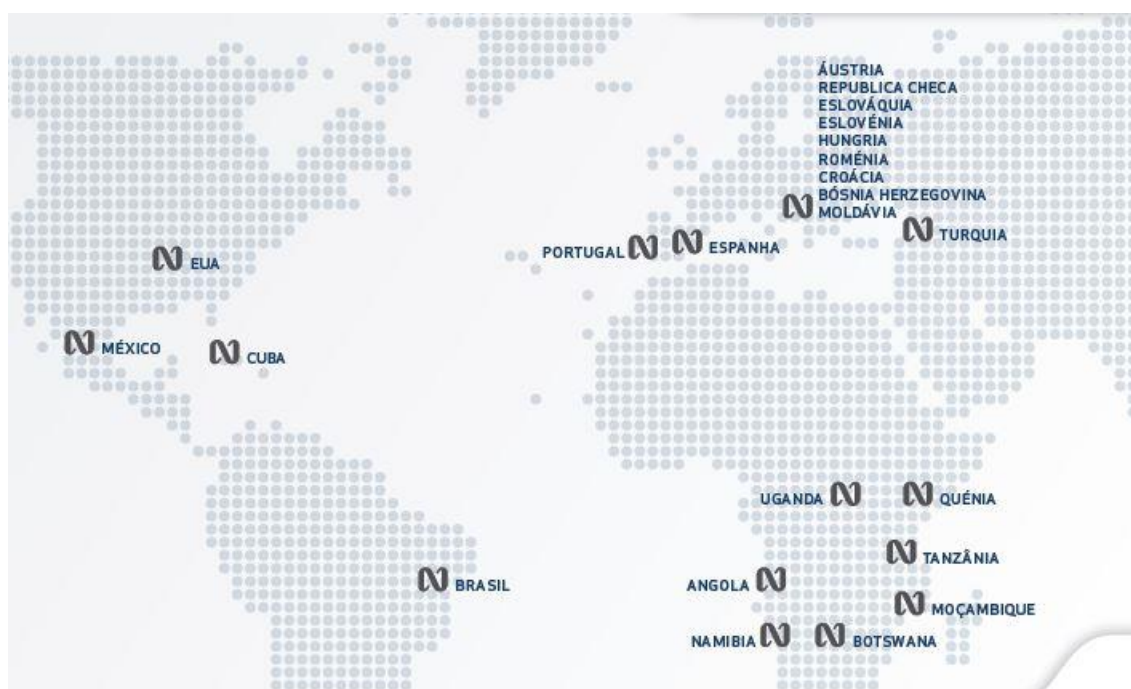 ÁUSTRIA
REPUBLICA CHECA
ESLOVÁQUIA
ESLOVÉNIA
HUNGRIA
ROMÉNIA
CROÁCIA
BÓSNIA HERZEGOVINA
MOLDÁVIA
TURQUIA
PORTUGAL
ESPANHA
EUA
MÉXICO
CUBA
UGANDA
QUÉNIA
TANZÂNIA
BRASIL
ANGOLA
MOÇAMBIQUE
NAMIBIA
BOTSWANA